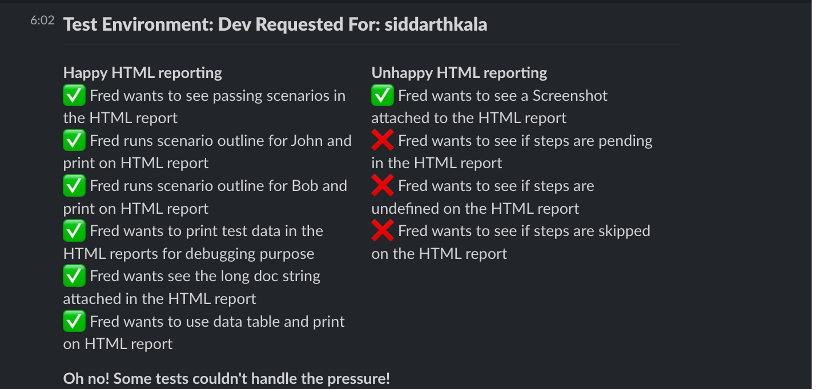 6:02 Test Environment: Dev Requested For: siddarthkala
Happy HTML reporting
✅ Fred wants to see passing scenarios in
the HTML report
✅ Fred runs scenario outline for John and
print on HTML report
✅ Fred runs scenario outline for Bob and
print on HTML report
✅ Fred wants to print test data in the
HTML reports for debugging purpose
✅ Fred wants see the long doc string
attached in the HTML report
✅ Fred wants to use data table and print
on HTML report
Unhappy HTML reporting
✅ Fred wants to see a Screenshot
attached to the HTML report
❌ Fred wants to see if steps are pending
in the HTML report
❌ Fred wants to see if steps are
undefined on the HTML report
❌ Fred wants to see if steps are skipped
on the HTML report
Oh no! Some tests couldn't handle the pressure!